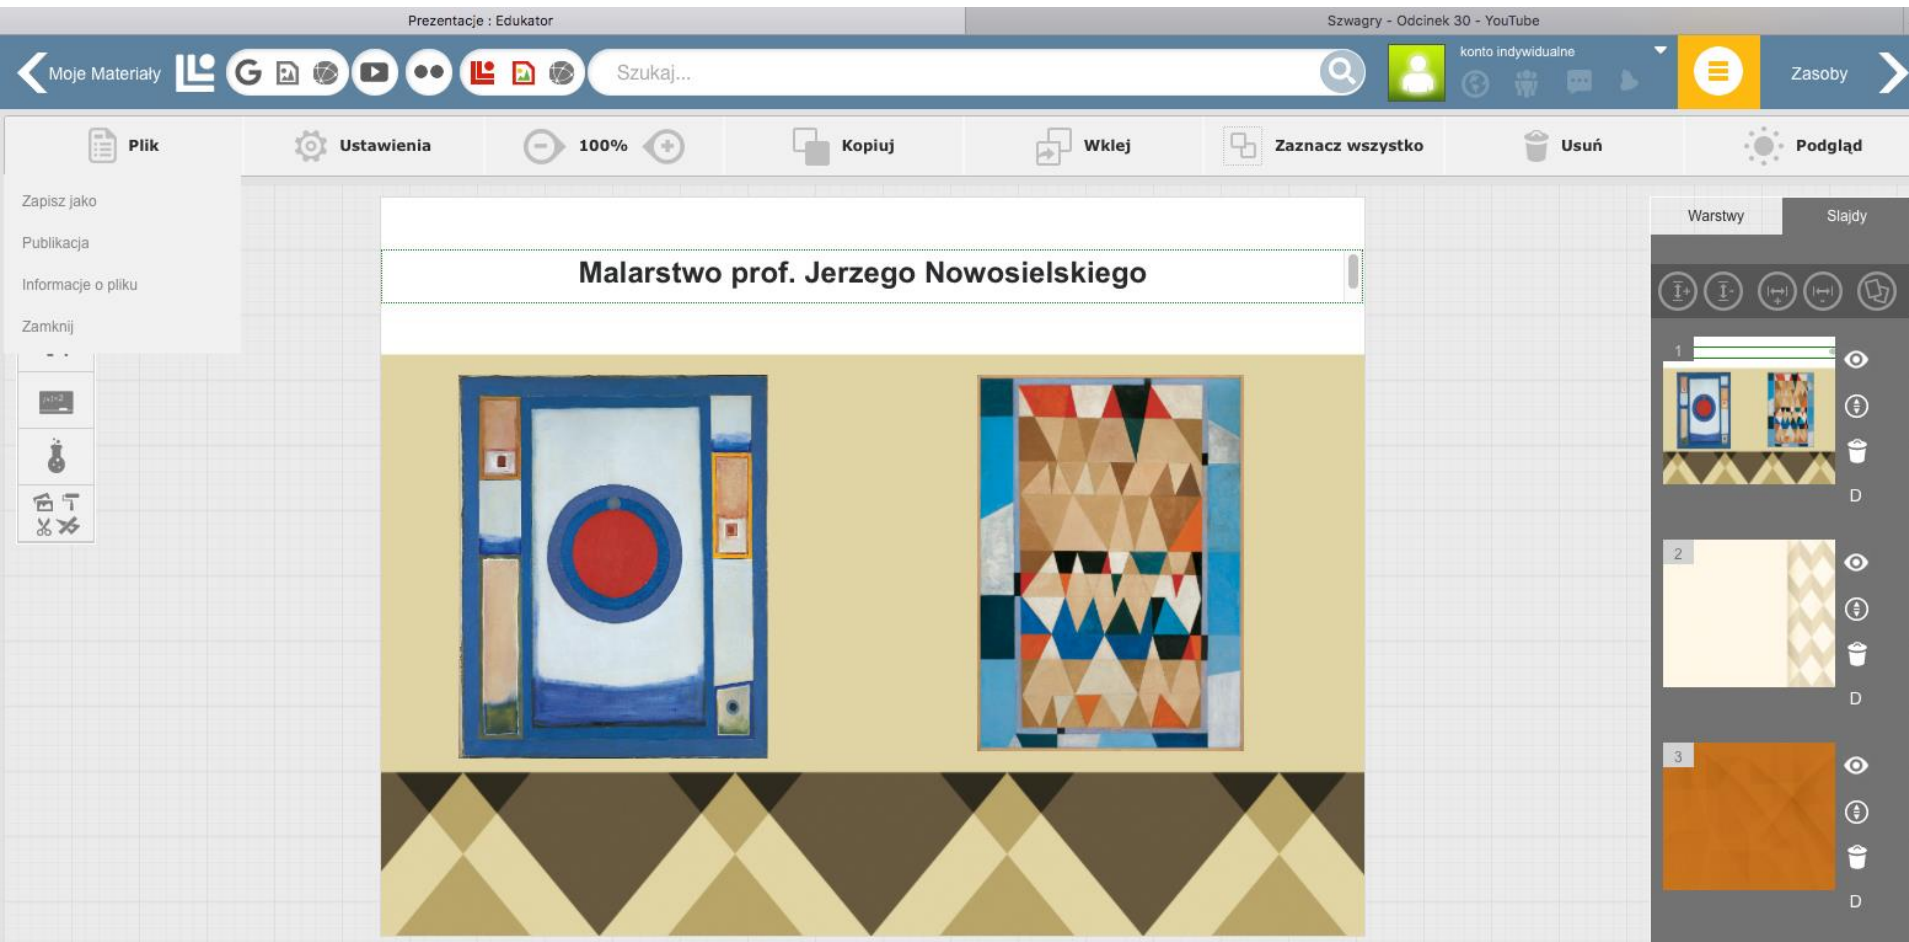 Prezentacje : Edukator
Szwagry - Odcinek 30 - YouTube
Moje Materiały
G
Szukaj...
konto indywidualne
Zasoby
Plik
Ustawienia
100%
Kopiuj
Wklej
Zaznacz wszystko
Usuń
Podgląd
Zapisz jako
Publikacja
Informacje o pliku
Zamknij
Malarstwo prof. Jerzego Nowosielskiego
Warstwy
Slajdy
1
D
2
D
3
D